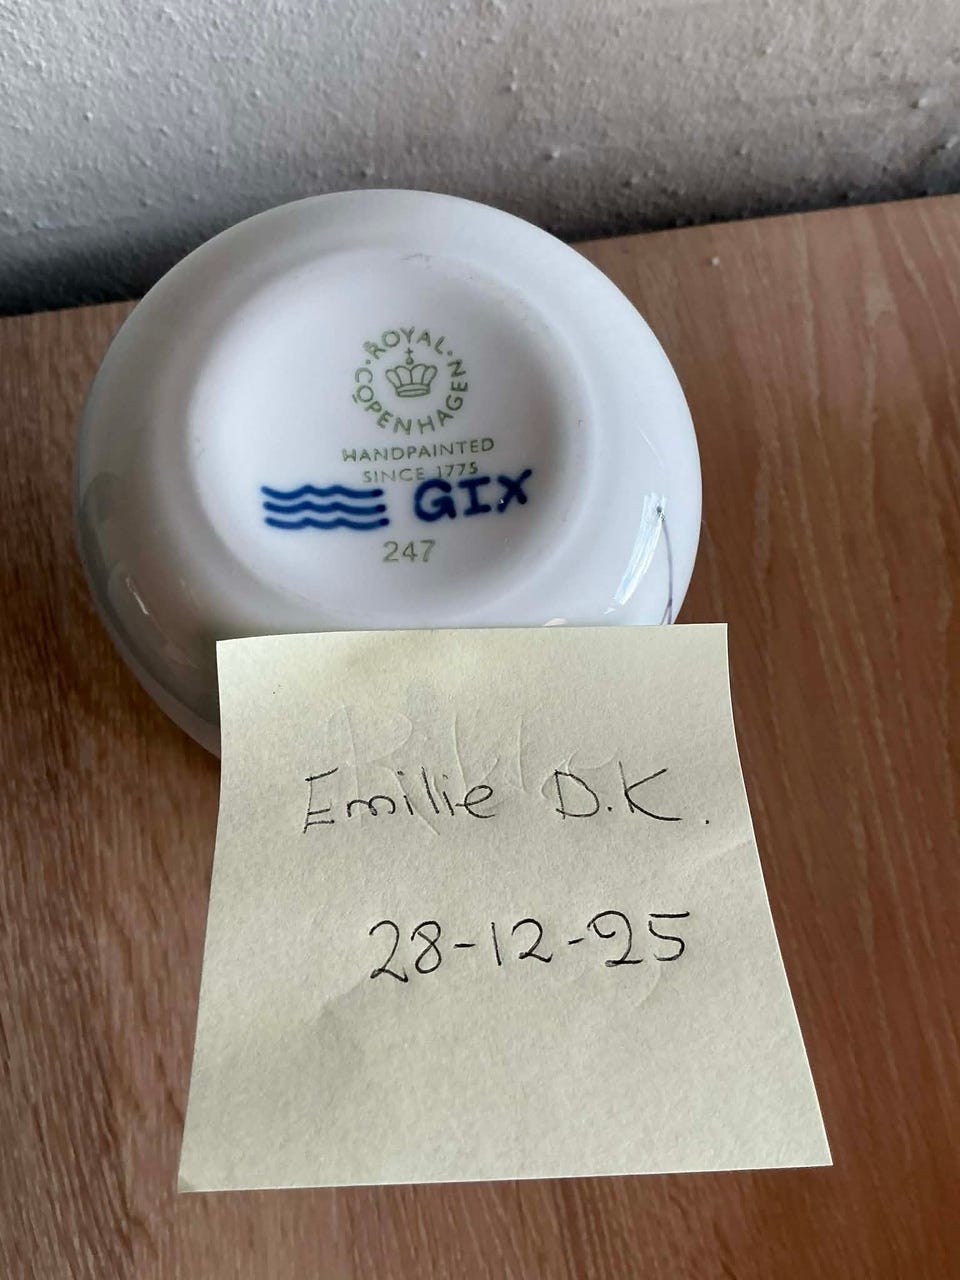 ROYAL · COPENHAGEN ·
HANDPAINTED
SINCE 1775
GIX
247
Emilie D.K.
28-12-25